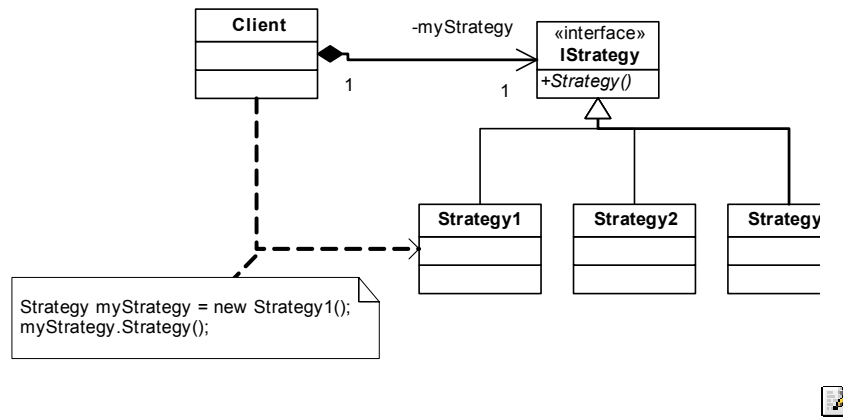 Client
-myStrategy
1
1
«interface»
IStrategy
+Strategy()
Strategy1
Strategy2
Strategy
Strategy myStrategy = new Strategy1();
myStrategy.Strategy();